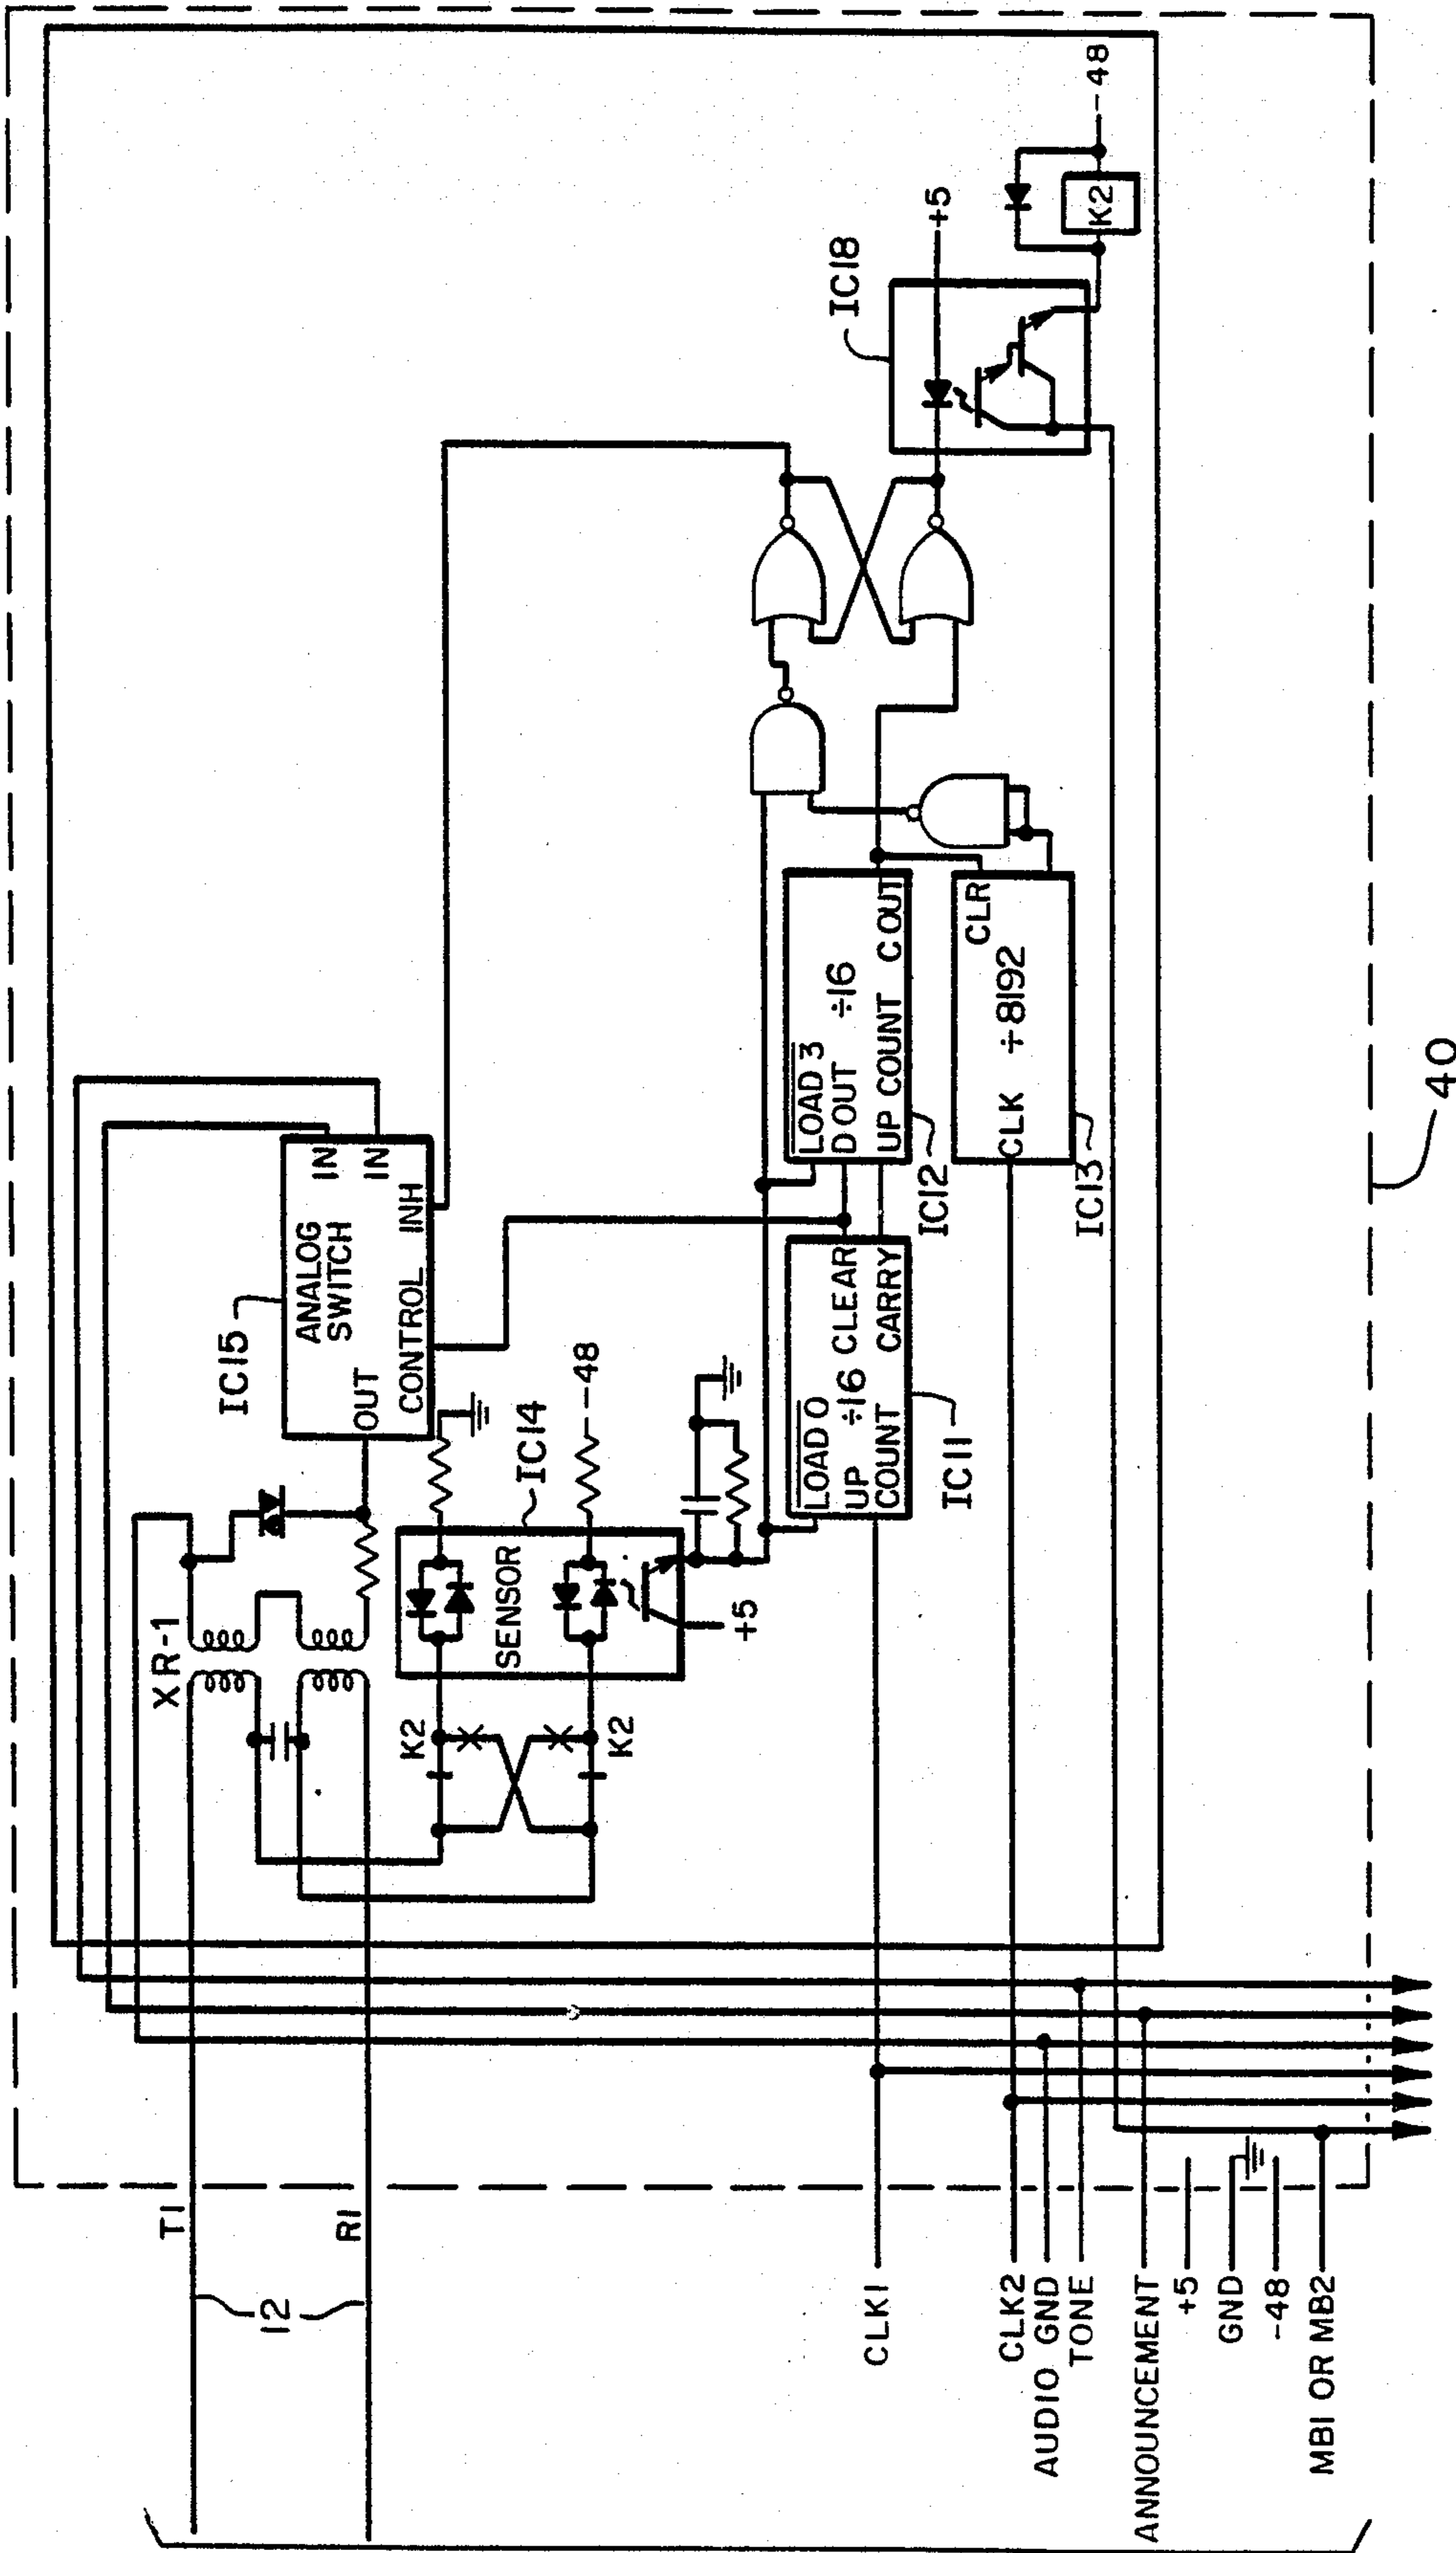 T1
R1
12
CLK1
CLK2
AUDIO GND
TONE
ANNOUNCEMENT
+5
GND
-48
MB1 OR MB2
XR-1
K2
K2
SENSOR
IC14
+5
-48
IC15
ANALOG
SWITCH
OUT
CONTROL
INH
IN
IN
LOAD 0
UP ÷16 CLEAR
COUNT CARRY
IC11
LOAD 3
D OUT ÷16
UP COUNT C OUT
IC12
CLR
CLK ÷8192
IC13
IC18
+5
K2
-48
40